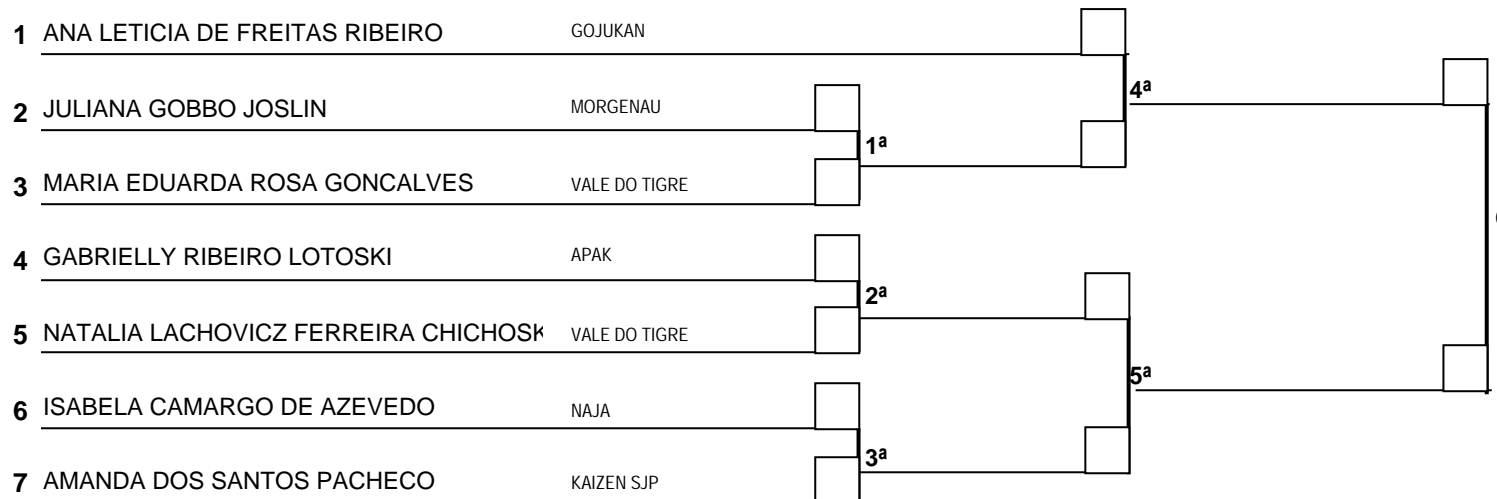 1 ANA LETICIA DE FREITAS RIBEIRO GOJUKAN
4ª
2 JULIANA GOBBO JOSLIN MORGENAU
1ª
3 MARIA EDUARDA ROSA GONCALVES VALE DO TIGRE
4 GABRIELLY RIBEIRO LOTOSKI APAK
2ª
5 NATALIA LACHOVICZ FERREIRA CHICHOSK VALE DO TIGRE
5ª
6 ISABELA CAMARGO DE AZEVEDO NAJA
3ª
7 AMANDA DOS SANTOS PACHECO KAIZEN SJP